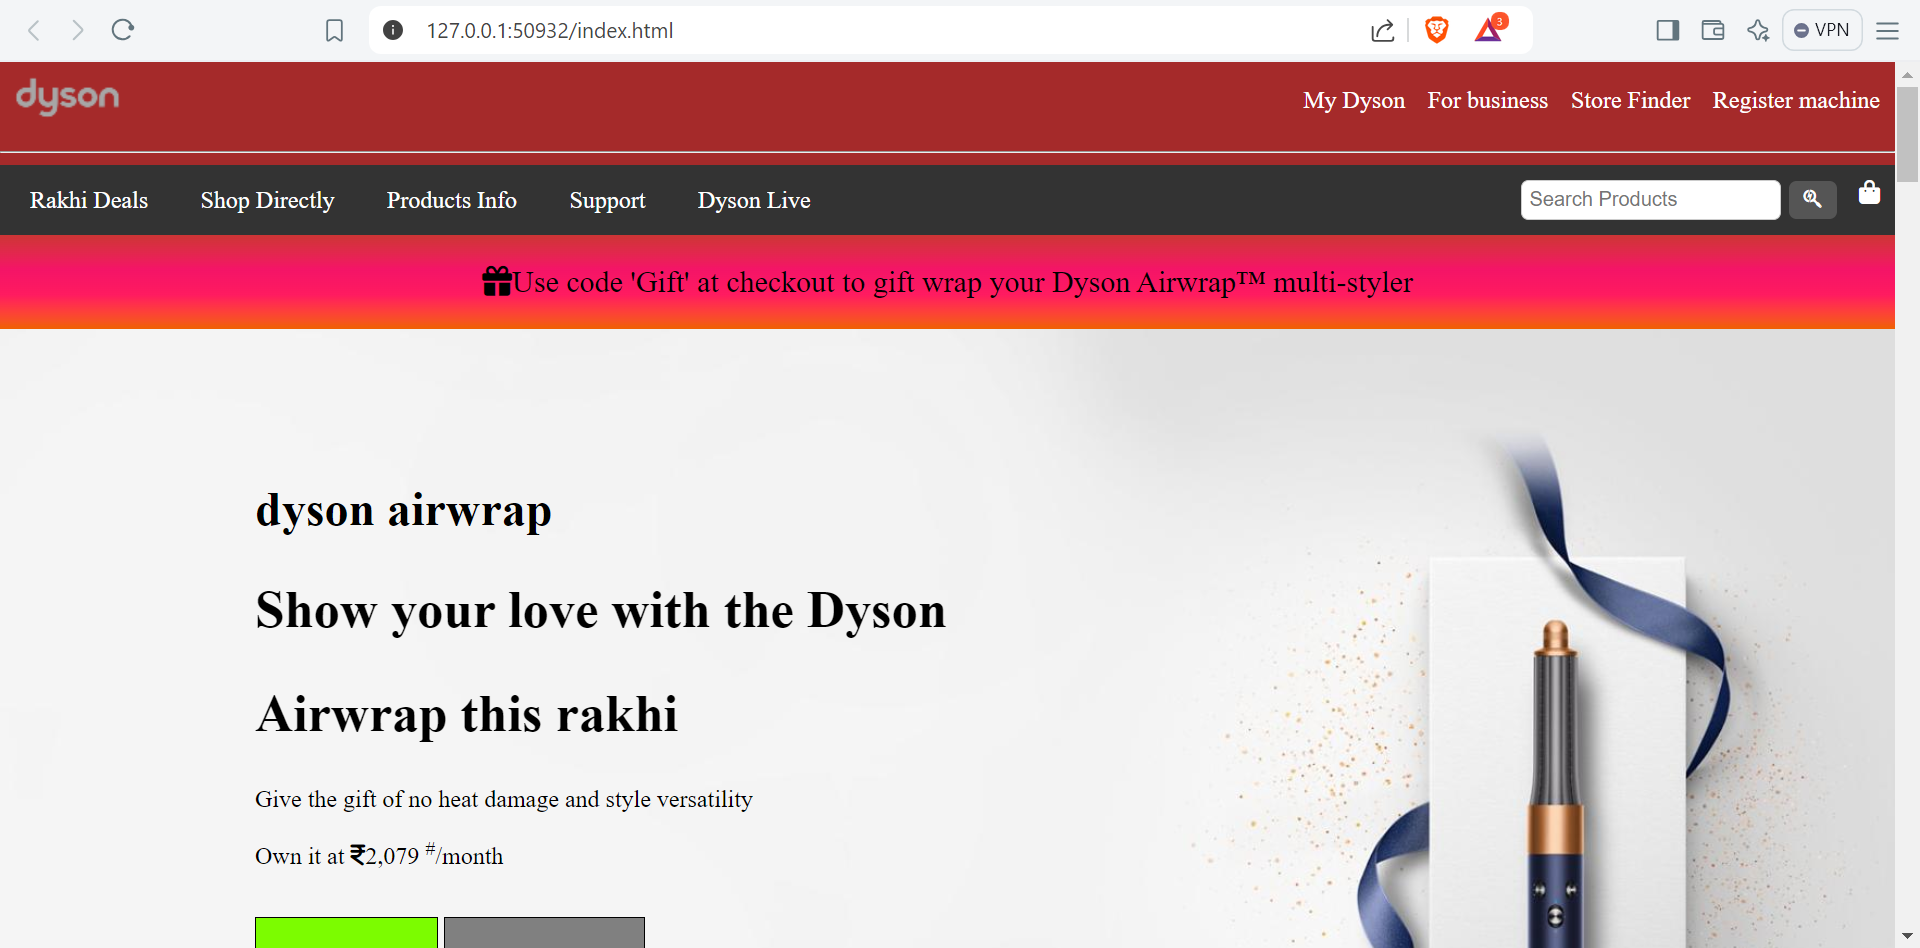 127.0.0.1:50932/index.html
3
VPN
dyson
My Dyson For business Store Finder Register machine
Rakhi Deals Shop Directly Products Info Support Dyson Live
Search Products
Use code 'Gift' at checkout to gift wrap your Dyson Airwrap™ multi-styler
dyson airwrap
Show your love with the Dyson
Airwrap this rakhi
Give the gift of no heat damage and style versatility
Own it at ₹2,079 #/month